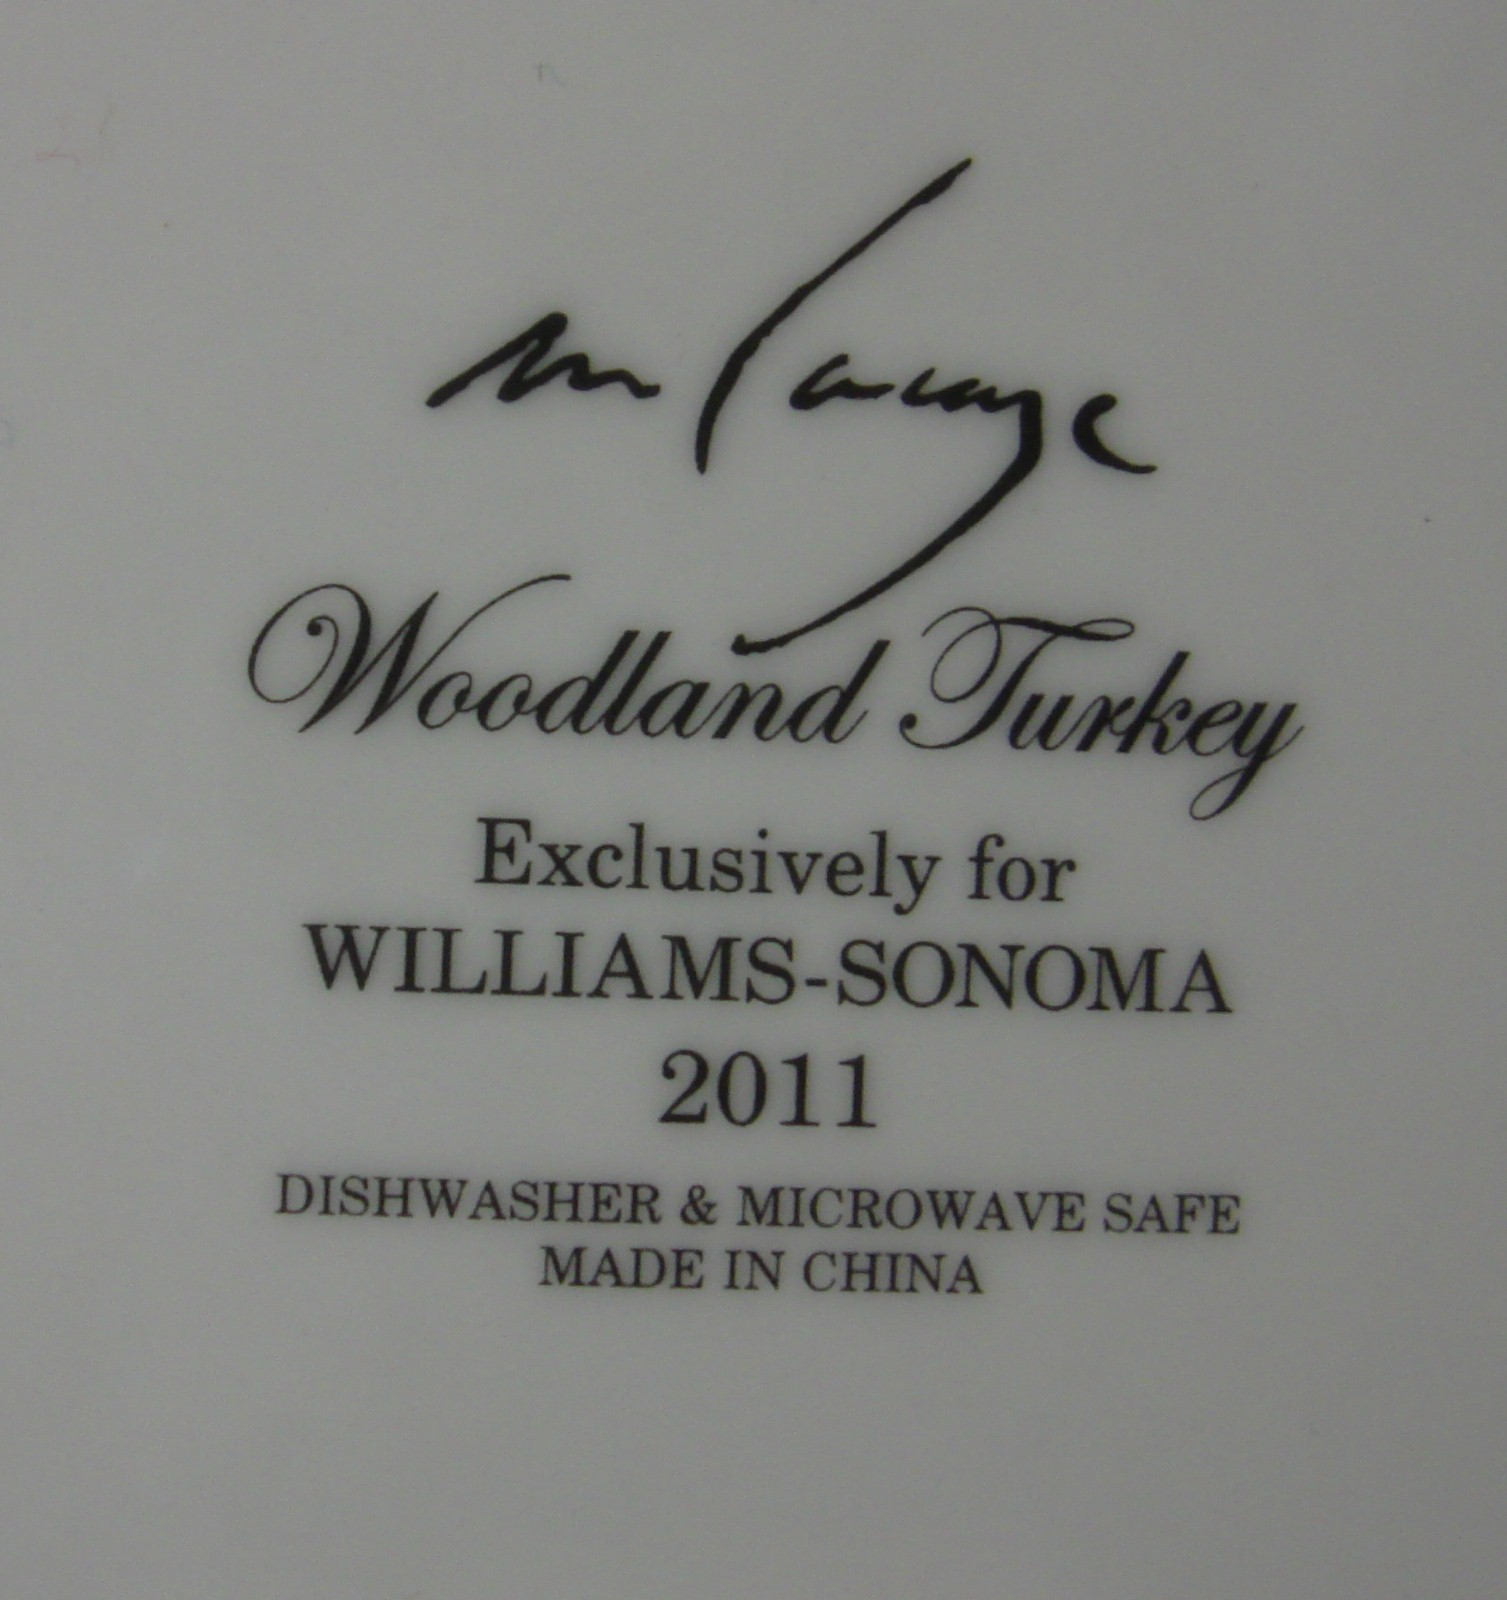 Woodland Turkey
Exclusively for
WILLIAMS-SONOMA
2011
DISHWASHER & MICROWAVE SAFE
MADE IN CHINA